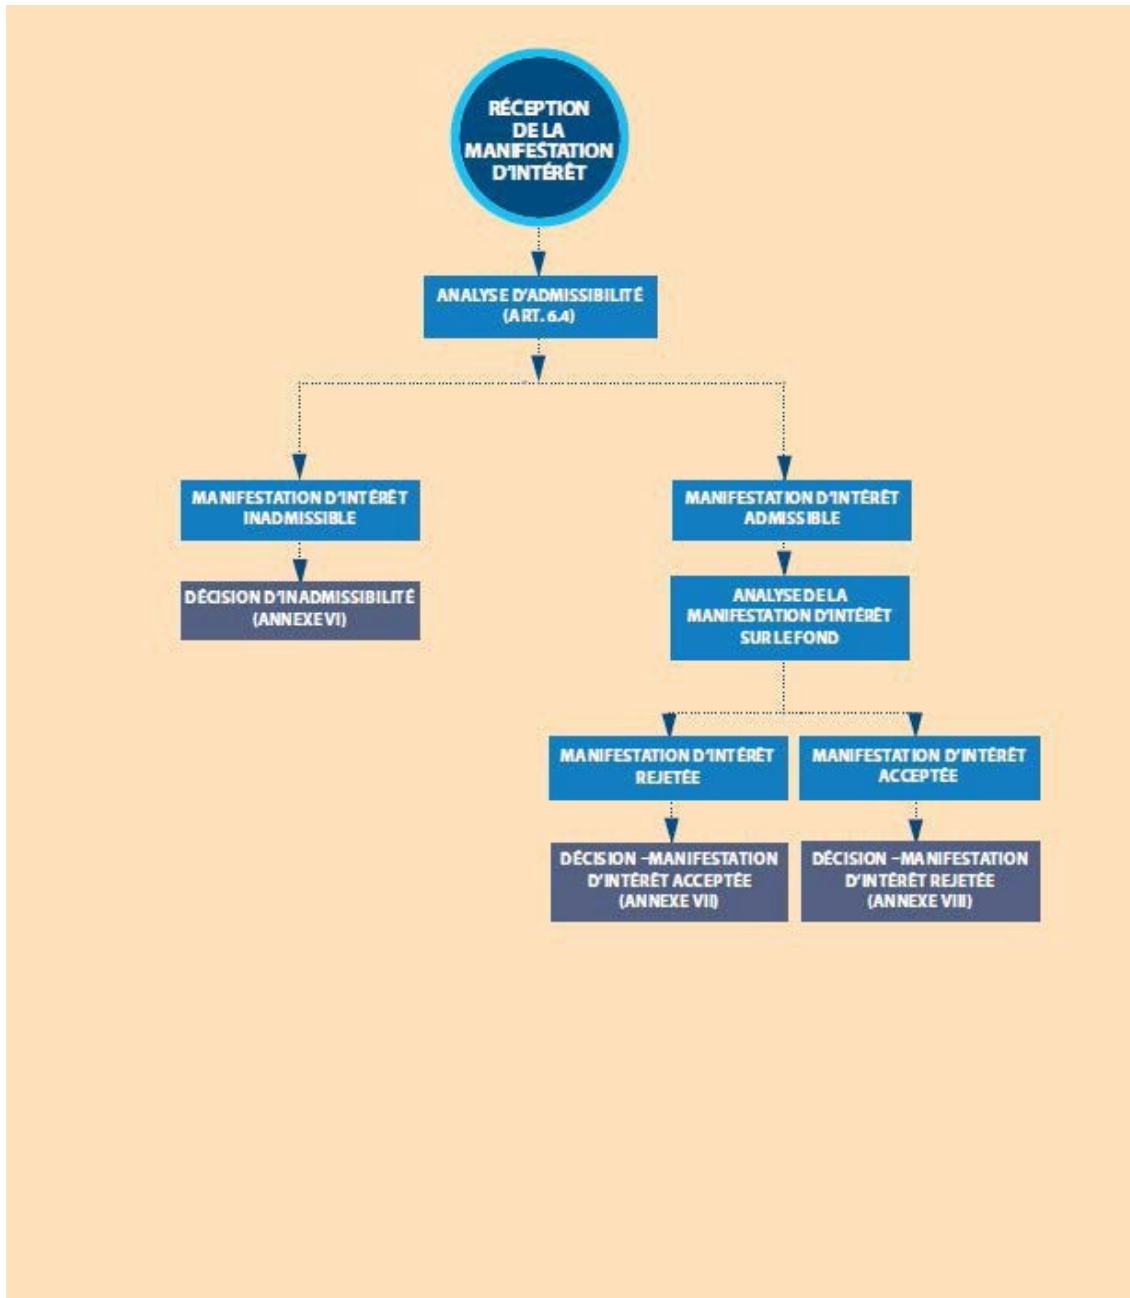 RÉCEPTION
DE LA
MANIFESTATION
D'INTÉRÊT
ANALYSE D'ADMISSIBILITÉ
(ART. 6.4)
MANIFESTATION D'INTÉRÊT
INADMISSIBLE
MANIFESTATION D'INTÉRÊT
ADMISSIBLE
DÉCISION D'INADMISSIBILITÉ
(ANNEXE VI)
ANALYSE DE LA
MANIFESTATION D'INTÉRÊT
SUR LE FOND
MANIFESTATION D'INTÉRÊT
REJETÉE
MANIFESTATION D'INTÉRÊT
ACCEPTÉE
DÉCISION –MANIFESTATION
D'INTÉRÊT ACCEPTÉE
(ANNEXE VII)
DÉCISION –MANIFESTATION
D'INTÉRÊT REJETÉE
(ANNEXE VIII)